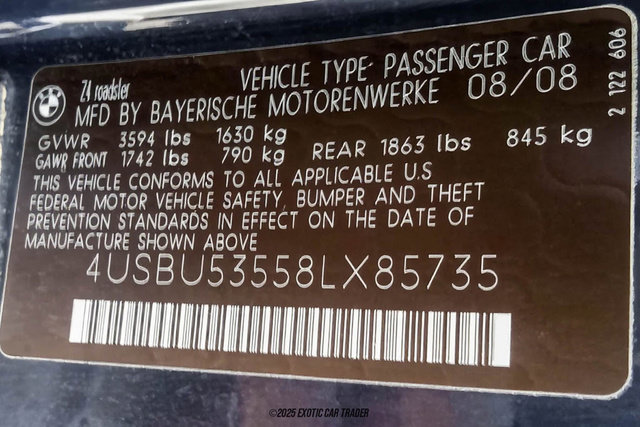 BMW
Z4 roadster
VEHICLE TYPE PASSENGER CAR
MFD BY BAYERISCHE MOTORENWERKE 08/08
GVWR 3594 lbs 1630 kg
GAWR FRONT 1742 lbs 790 kg REAR 1863 lbs 845 kg
THIS VEHICLE CONFORMS TO ALL APPLICABLE U.S
FEDERAL MOTOR VEHICLE SAFETY, BUMPER AND THEFT
PREVENTION STANDARDS IN EFFECT ON THE DATE OF
MANUFACTURE SHOWN ABOVE
4USBU53558LX85735
2 122 606
©2025 EXOTIC CAR TRADER